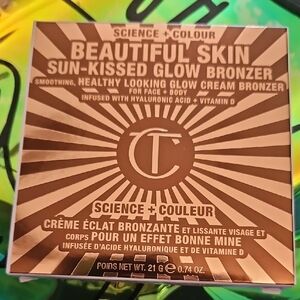 SCIENCE + COLOUR
BEAUTIFUL SKIN
SUN-KISSED GLOW BRONZER
SMOOTHING, HEALTHY LOOKING GLOW CREAM BRONZER
FOR FACE + BODY
INFUSED WITH HYALURONIC ACID + VITAMIN D
CT
SCIENCE + COULEUR
CRÈME ÉCLAT BRONZANTE ET LISSANTE VISAGE ET
CORPS POUR UN EFFET BONNE MINE
INFUSÉE D'ACIDE HYALURONIQUE ET DE VITAMINE D
POIDS NET WT. 21 G ℮ 0.74 OZ.